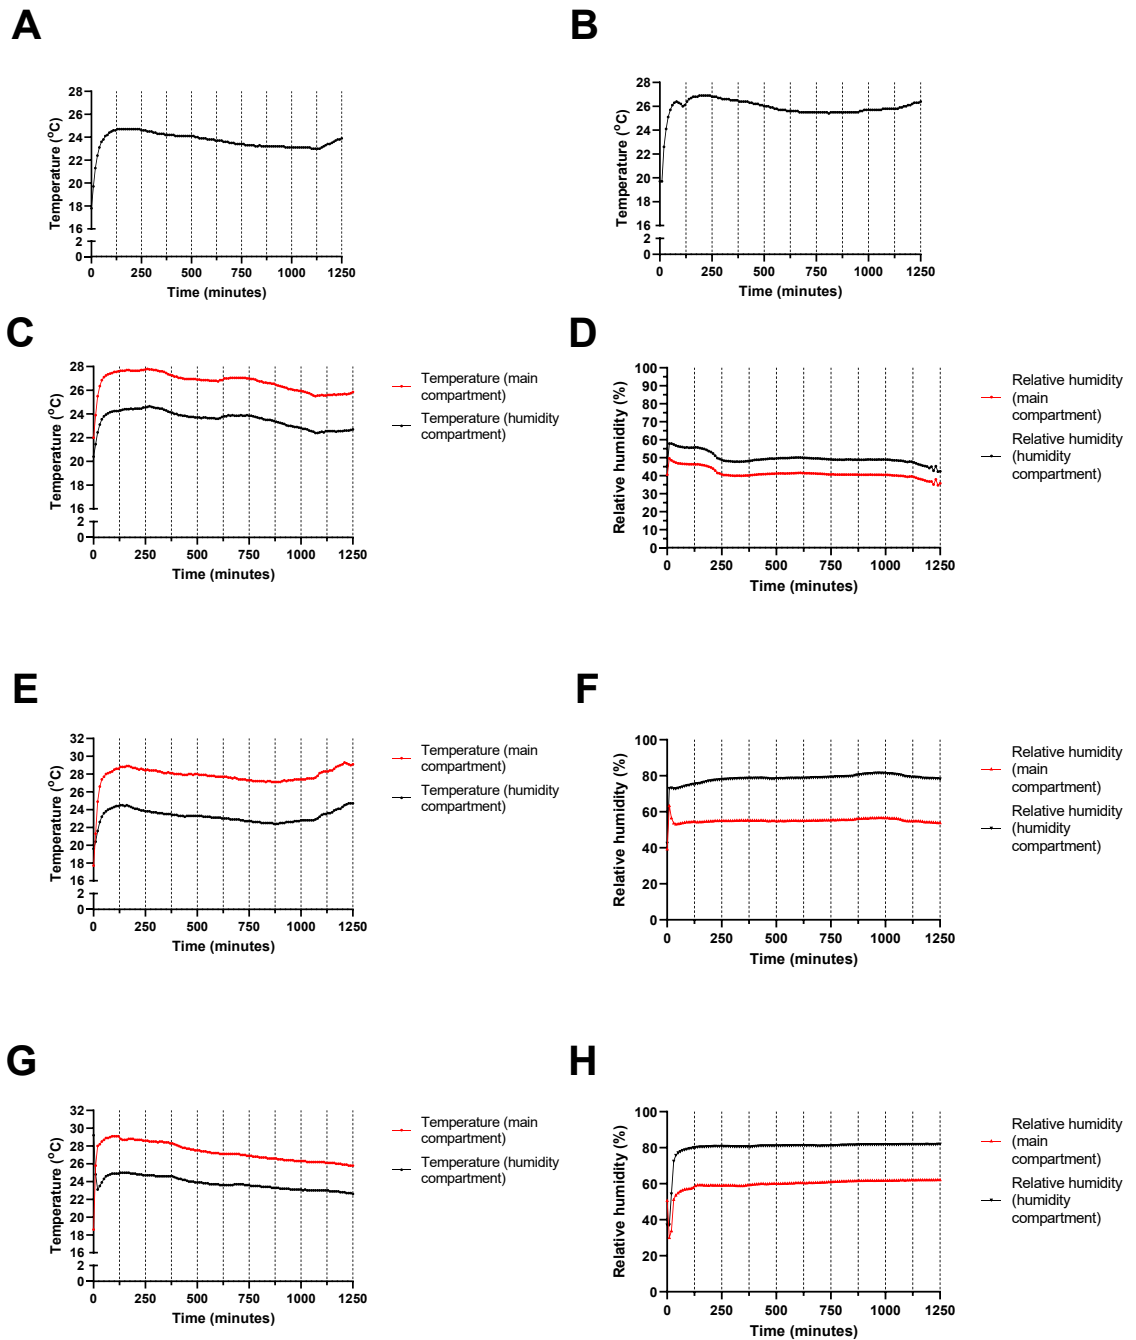 A
B
28
26
24
22
20
18
16
2
0
Temperature (°C)
0
250
500
750
1000
1250
Time (minutes)
28
26
24
22
20
18
16
2
0
Temperature (°C)
0
250
500
750
1000
1250
Time (minutes)
C
D
28
26
24
22
20
18
16
2
0
Temperature (°C)
0
250
500
750
1000
1250
Time (minutes)
Temperature (main
compartment)
Temperature (humidity
compartment)
100
90
80
70
60
50
40
30
20
10
0
Relative humidity (%)
0
250
500
750
1000
1250
Time (minutes)
Relative humidity
(main
compartment)
Relative humidity
(humidity
compartment)
E
F
32
30
28
26
24
22
20
18
16
2
0
Temperature (°C)
0
250
500
750
1000
1250
Time (minutes)
Temperature (main
compartment)
Temperature (humidity
compartment)
100
80
60
40
20
0
Relative humidity (%)
0
250
500
750
1000
1250
Time (minutes)
Relative humidity
(main
compartment)
Relative humidity
(humidity
compartment)
G
H
32
30
28
26
24
22
20
18
16
2
0
Temperature (°C)
0
250
500
750
1000
1250
Time (minutes)
Temperature (main
compartment)
Temperature (humidity
compartment)
100
80
60
40
20
0
Relative humidity (%)
0
250
500
750
1000
1250
Time (minutes)
Relative humidity
(main
compartment)
Relative humidity
(humidity
compartment)